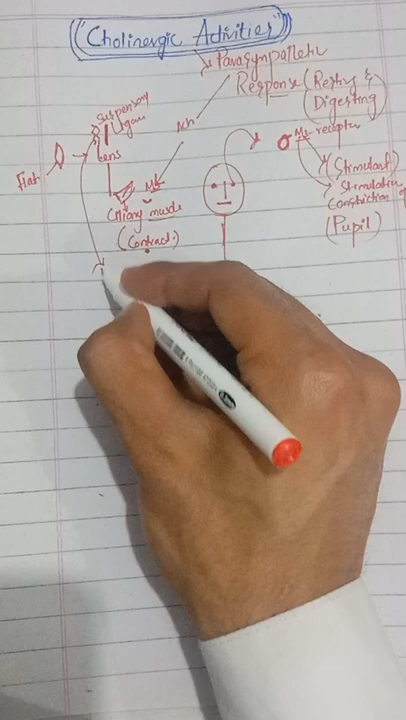 "Cholinergic Activities"
Parasympathetic
Response (Resting &
Digesting)
Suspensory
Ligam
Ach
M3 receptor
lens
Flat
(Stimulant)
M3
Stimulation
Ciliary muscle
Constriction of
(Contract)
(Pupil)